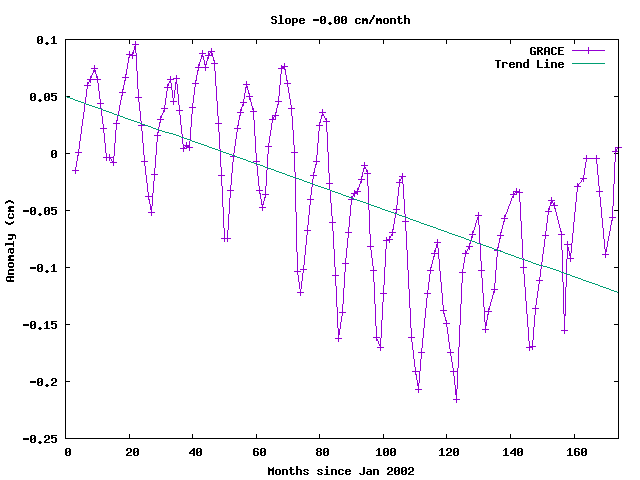 Slope -0.00 cm/month
GRACE
Trend Line
0.1
0.05
0
-0.05
-0.1
-0.15
-0.2
-0.25
Anomaly (cm)
0 20 40 60 80 100 120 140 160
Months since Jan 2002